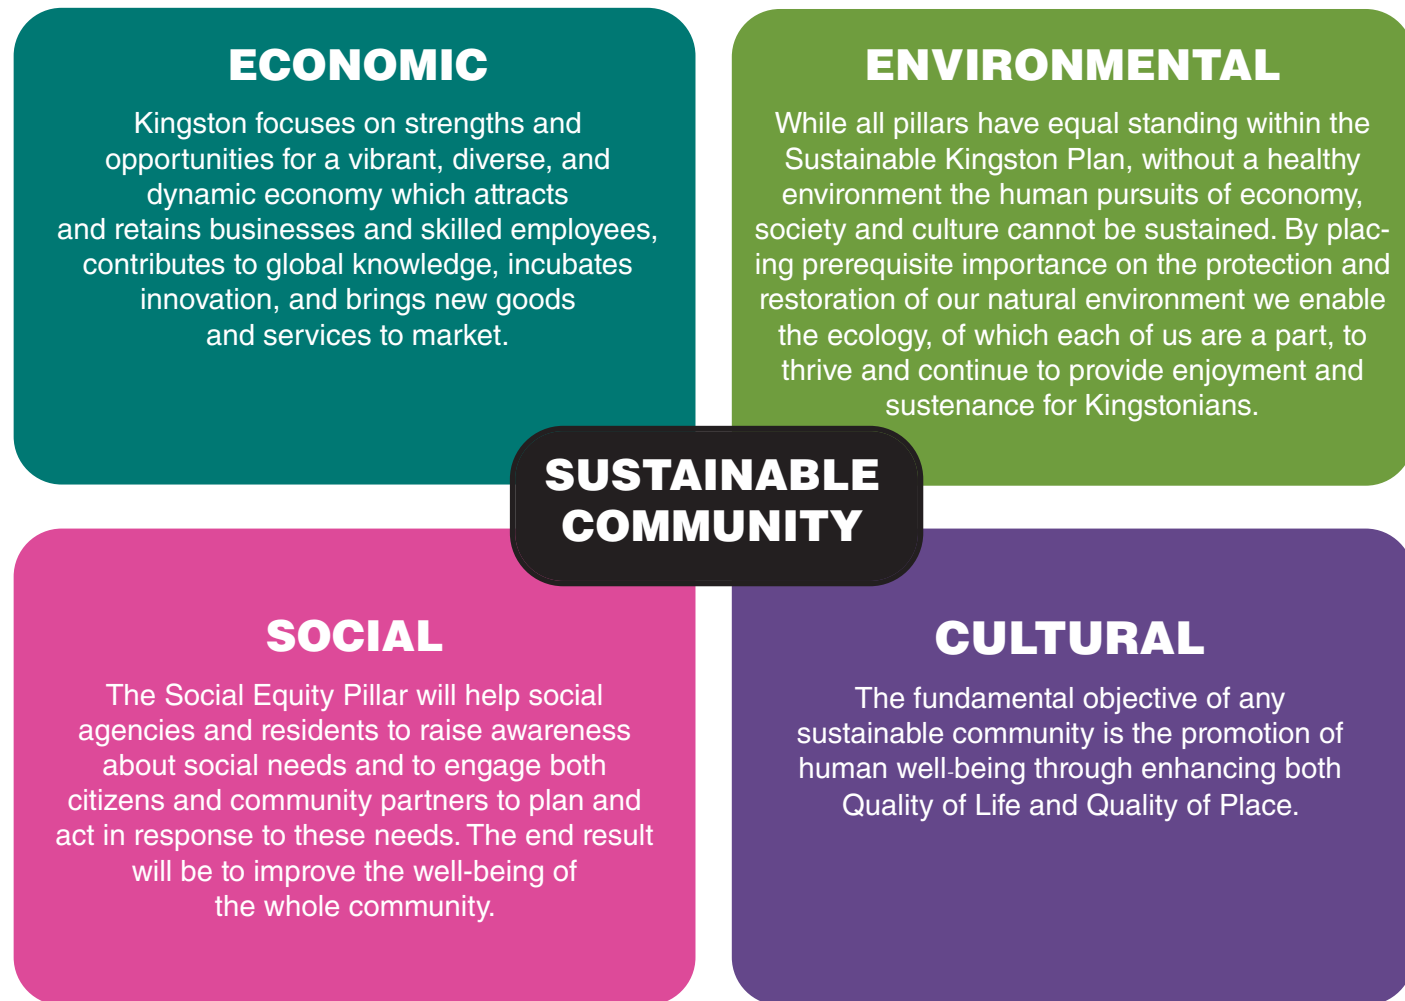 ECONOMIC
Kingston focuses on strengths and
opportunities for a vibrant, diverse, and
dynamic economy which attracts
and retains businesses and skilled employees,
contributes to global knowledge, incubates
innovation, and brings new goods
and services to market.
ENVIRONMENTAL
While all pillars have equal standing within the
Sustainable Kingston Plan, without a healthy
environment the human pursuits of economy,
society and culture cannot be sustained. By plac-
ing prerequisite importance on the protection and
restoration of our natural environment we enable
the ecology, of which each of us are a part, to
thrive and continue to provide enjoyment and
sustenance for Kingstonians.
SUSTAINABLE
COMMUNITY
SOCIAL
The Social Equity Pillar will help social
agencies and residents to raise awareness
about social needs and to engage both
citizens and community partners to plan and
act in response to these needs. The end result
will be to improve the well-being of
the whole community.
CULTURAL
The fundamental objective of any
sustainable community is the promotion of
human well-being through enhancing both
Quality of Life and Quality of Place.